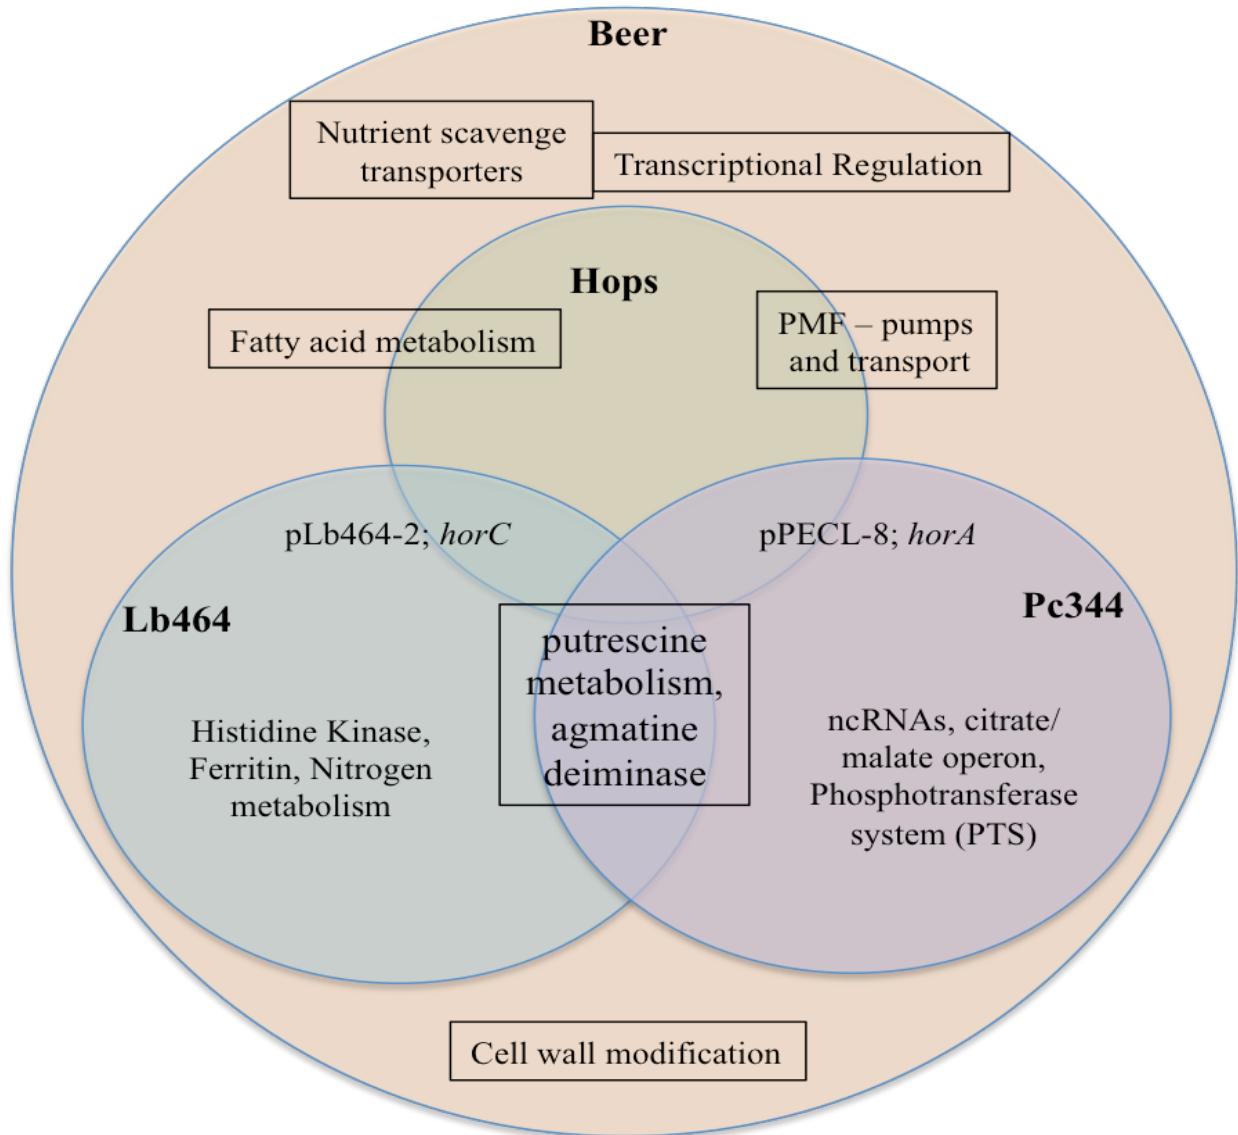 Beer
Nutrient scavenge
transporters
Transcriptional Regulation
Hops
Fatty acid metabolism
PMF – pumps
and transport
pLb464-2; horC
pPECL-8; horA
Lb464
Pc344
putrescine
metabolism,
agmatine
deiminase
Histidine Kinase,
Ferritin, Nitrogen
metabolism
ncRNAs, citrate/
malate operon,
Phosphotransferase
system (PTS)
Cell wall modification